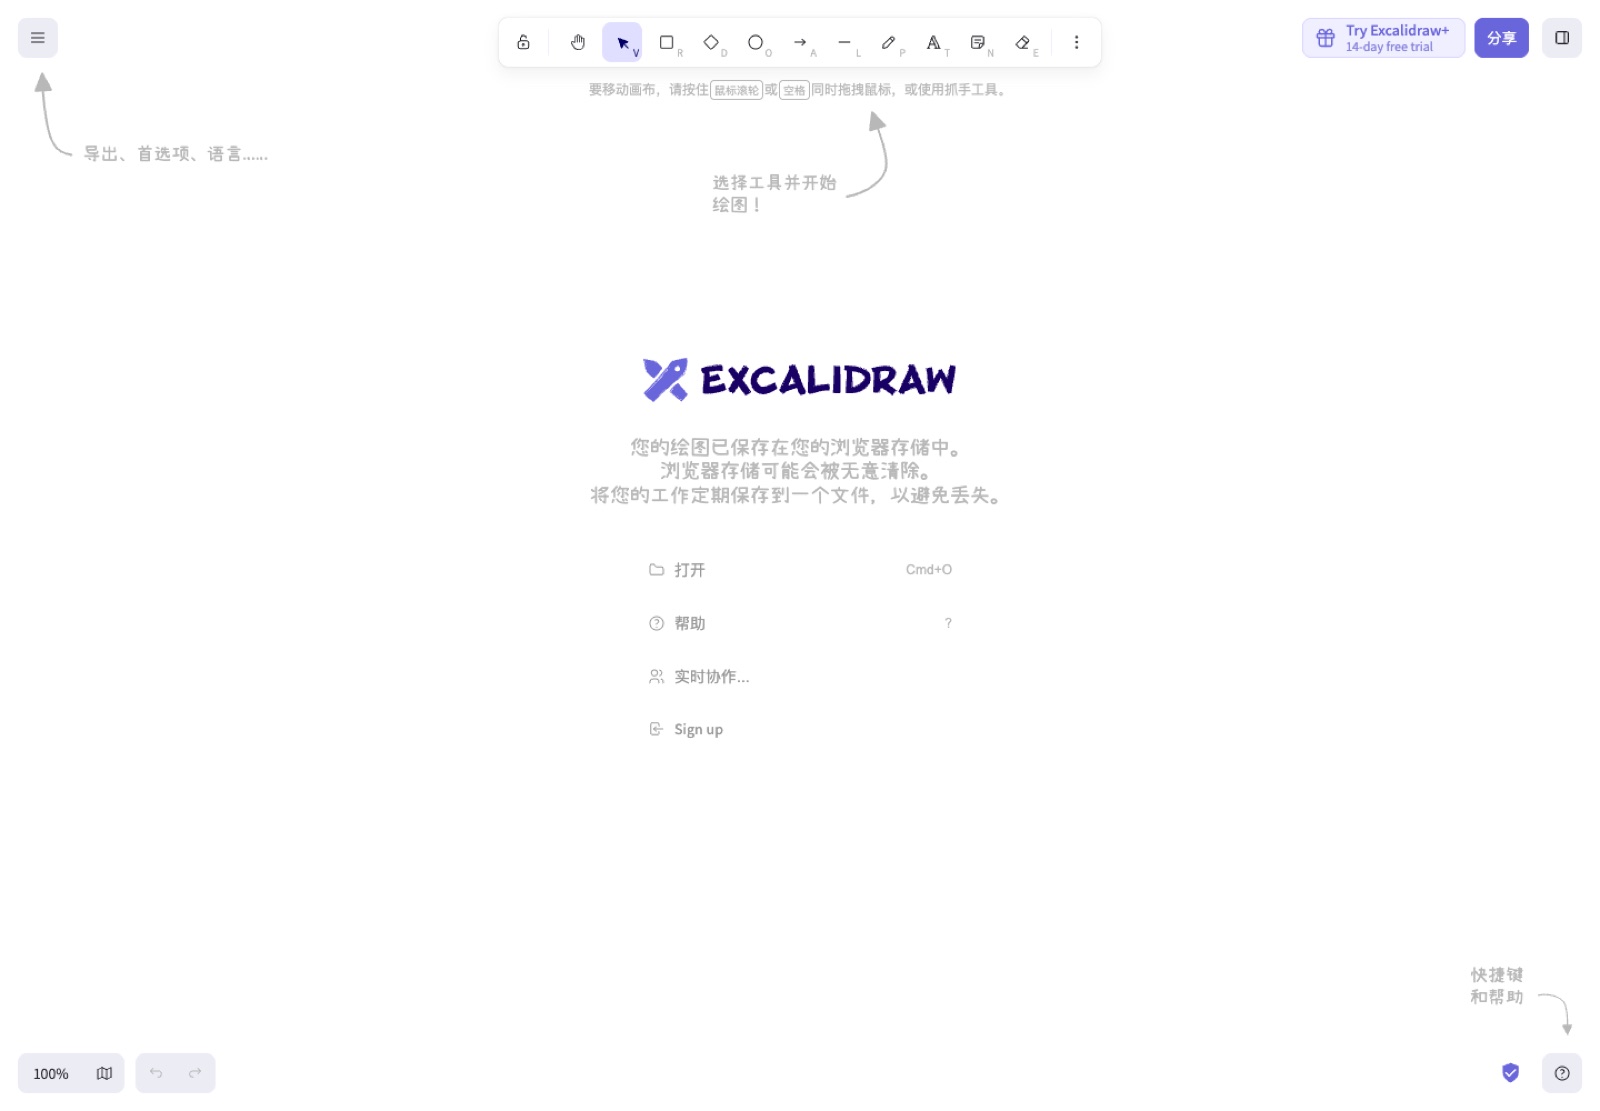 V
R
D
O
A
L
P
T
N
E
Try Excalidraw+
14-day free trial
分享
要移动画布，请按住 鼠标滚轮 或 空格 同时拖拽鼠标，或使用抓手工具。
导出、首选项、语言……
选择工具并开始
绘图！
EXCALIDRAW
您的绘图已保存在您的浏览器存储中。
浏览器存储可能会被无意清除。
将您的工作定期保存到一个文件，以避免丢失。
打开 Cmd+O
帮助 ?
实时协作...
Sign up
快捷键
和帮助
100%